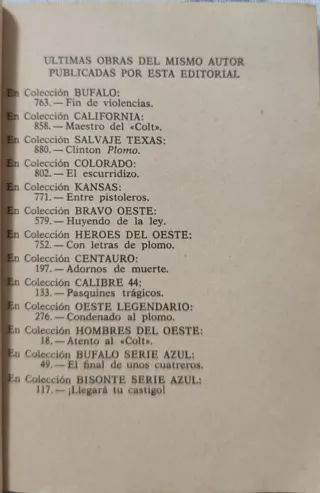 ULTIMAS OBRAS DEL MISMO AUTOR
PUBLICADAS POR ESTA EDITORIAL
En Colección BUFALO:
763.—Fin de violencias.
En Colección CALIFORNIA:
858.—Maestro del «Colt».
En Colección SALVAJE TEXAS:
880.—Clinton Plomo.
En Colección COLORADO:
802.—El escurridizo.
En Colección KANSAS:
771.—Entre pistoleros.
En Colección BRAVO OESTE:
579.—Huyendo de la ley.
En Colección HEROES DEL OESTE:
752.—Con letras de plomo.
En Colección CENTAURO:
197.—Adornos de muerte.
En Colección CALIBRE 44:
133.—Pasquines trágicos.
En Colección OESTE LEGENDARIO:
276.—Condenado al plomo.
En Colección HOMBRES DEL OESTE:
18.—Atento al «Colt».
En Colección BUFALO SERIE AZUL:
49.—El final de unos cuatreros.
En Colección BISONTE SERIE AZUL:
117.—¡Llegará tu castigo!